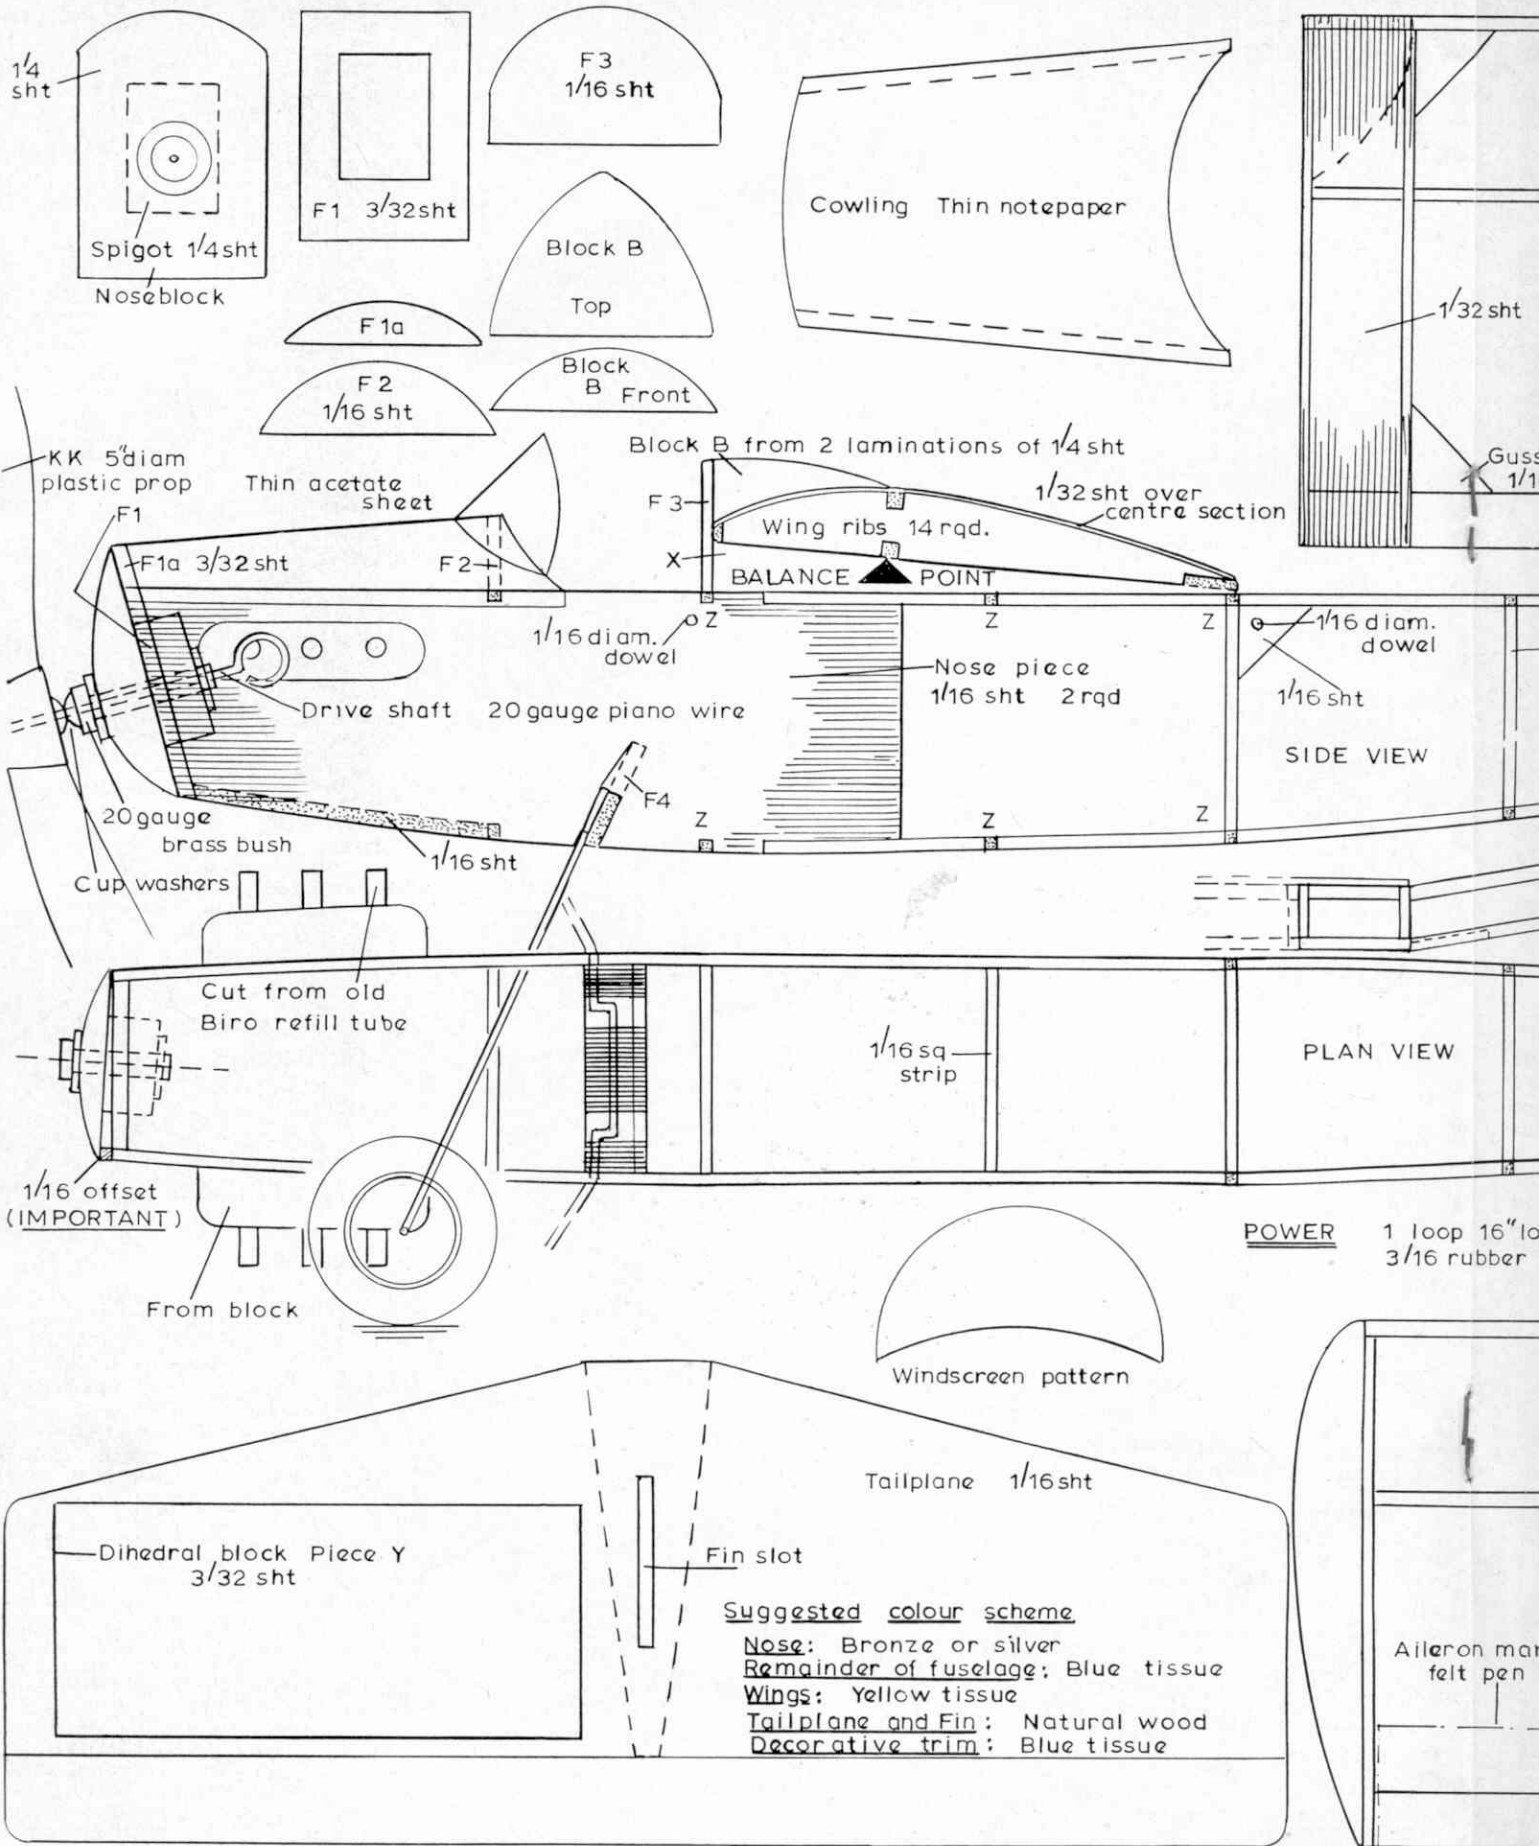 1/4
sht
Spigot 1/4 sht
Noseblock
F1 3/32 sht
F3
1/16 sht
Block B
Top
F1a
F2
1/16 sht
Block
B Front
Cowling Thin notepaper
1/32 sht
KK 5"diam
plastic prop
F1
Thin acetate
sheet
F1a 3/32 sht
F2
Block B from 2 laminations of 1/4 sht
F3
1/32 sht over
centre section
Wing ribs 14 rqd.
X
BALANCE POINT
Guss
1/1
1/16 diam.
dowel
Z
Z
Z
1/16 diam.
dowel
1/16 sht
Nose piece
1/16 sht 2 rqd
Drive shaft 20 gauge piano wire
SIDE VIEW
F4
Z
Z
Z
20 gauge
brass bush
Cup washers
1/16 sht
Cut from old
Biro refill tube
1/16 sq
strip
PLAN VIEW
1/16 offset
(IMPORTANT)
From block
POWER 1 loop 16" lo
3/16 rubber
Windscreen pattern
Tailplane 1/16 sht
Dihedral block Piece Y
3/32 sht
Fin slot
Suggested colour scheme
Nose: Bronze or silver
Remainder of fuselage: Blue tissue
Wings: Yellow tissue
Tailplane and Fin: Natural wood
Decorative trim: Blue tissue
Aileron mar
felt pen